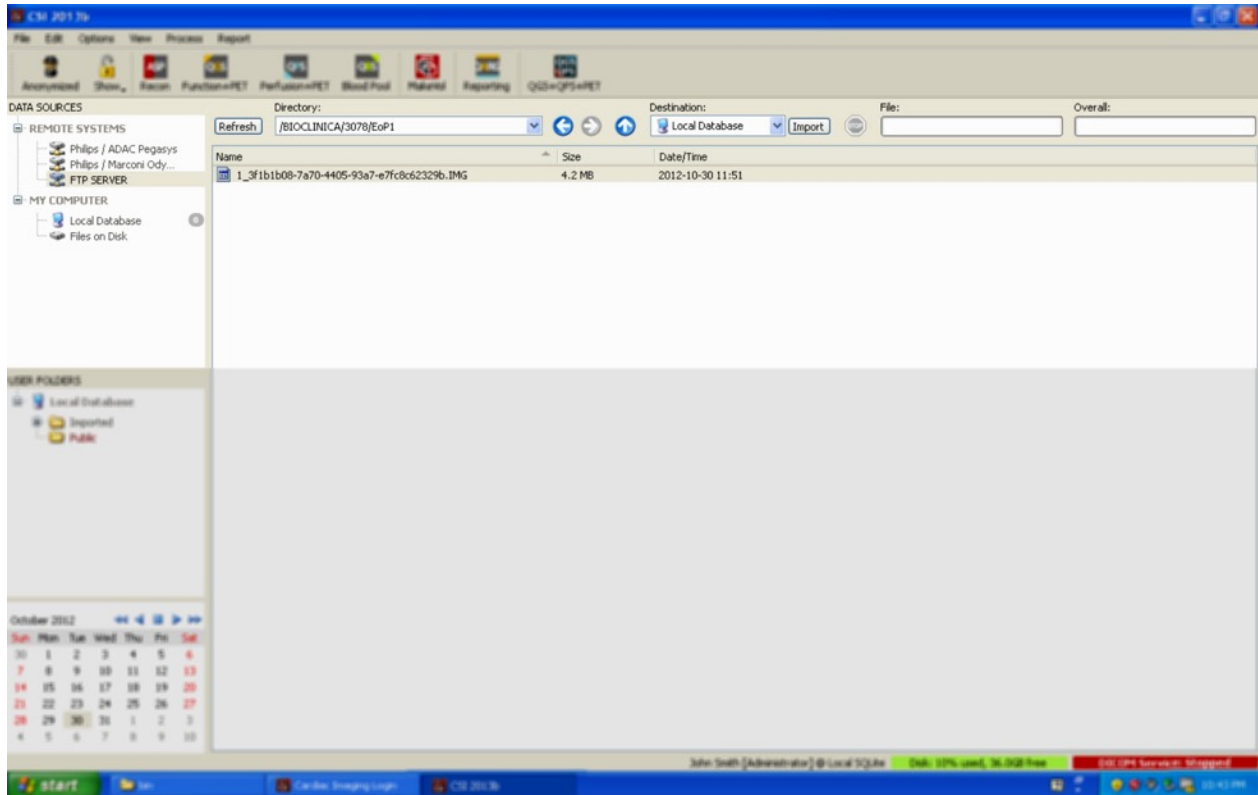 CSI 2013b
File Edit Options View Process Report
Anonymized Show Recon Function+PET Perfusion+PET Blood Pool Reporting QGS+QPS+PET
DATA SOURCES
Directory: Destination: File: Overall:
REMOTE SYSTEMS
Refresh /BIOCLINICA/3078/EoP1 Local Database Import
Philips / ADAC Pegasys
Philips / Marconi Ody...
FTP SERVER
Name Size Date/Time
1_3f1b1b08-7a70-4405-93a7-e7fc8c62329b.IMG 4.2 MB 2012-10-30 11:51
MY COMPUTER
Local Database
Files on Disk
USER FOLDERS
Local Database
Imported
Public
October 2012
Sun Mon Tue Wed Thu Fri Sat
30 1 2 3 4 5 6
7 8 9 10 11 12 13
14 15 16 17 18 19 20
21 22 23 24 25 26 27
28 29 30 31 1 2 3
4 5 6 7 8 9 10
John Smith [Administrator] @ Local SQLite Disk: 10% used, 36.0GB free DICOM Service: Stopped
start bin Cardiac Imaging Login CSI 2013b 10:43 PM